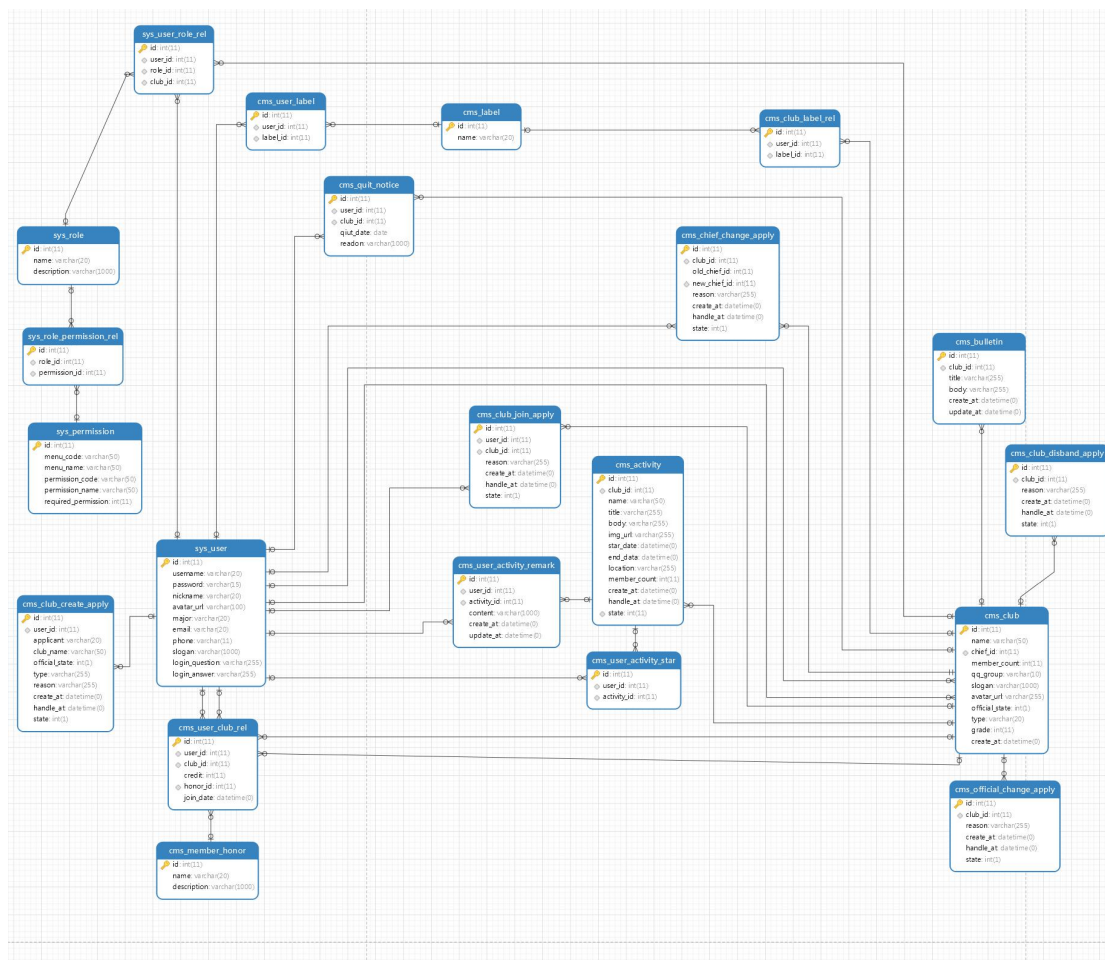 sys_user_role_rel
id: int(11)
user_id: int(11)
role_id: int(11)
club_id: int(11)
cms_user_label
id: int(11)
user_id: int(11)
label_id: int(11)
cms_label
id: int(11)
name: varchar(20)
cms_club_label_rel
id: int(11)
user_id: int(11)
label_id: int(11)
cms_quit_notice
id: int(11)
user_id: int(11)
club_id: int(11)
qiut_date: date
readon: varchar(1000)
sys_role
id: int(11)
name: varchar(20)
description: varchar(1000)
cms_chief_change_apply
id: int(11)
club_id: int(11)
old_chief_id: int(11)
new_chief_id: int(11)
reason: varchar(255)
create_at: datetime(0)
handle_at: datetime(0)
state: int(1)
sys_role_permission_rel
id: int(11)
role_id: int(11)
permission_id: int(11)
cms_bulletin
id: int(11)
club_id: int(11)
title: varchar(255)
body: varchar(255)
create_at: datetime(0)
update_at: datetime(0)
sys_permission
id: int(11)
menu_code: varchar(50)
menu_name: varchar(50)
permission_code: varchar(50)
permission_name: varchar(50)
required_permission: int(11)
cms_club_join_apply
id: int(11)
user_id: int(11)
club_id: int(11)
reason: varchar(255)
create_at: datetime(0)
handle_at: datetime(0)
state: int(1)
cms_activity
id: int(11)
club_id: int(11)
name: varchar(50)
title: varchar(255)
body: varchar(255)
img_url: varchar(255)
star_date: datetime(0)
end_data: datetime(0)
location: varchar(255)
member_count: int(11)
create_at: datetime(0)
handle_at: datetime(0)
state: int(11)
cms_club_disband_apply
id: int(11)
club_id: int(11)
reason: varchar(255)
create_at: datetime(0)
handle_at: datetime(0)
state: int(1)
sys_user
id: int(11)
username: varchar(20)
password: varchar(15)
nickname: varchar(20)
avatar_url: varchar(100)
major: varchar(20)
email: varchar(20)
phone: varchar(11)
slogan: varchar(1000)
login_question: varchar(255)
login_answer: varchar(255)
cms_user_activity_remark
id: int(11)
user_id: int(11)
activity_id: int(11)
content: varchar(1000)
create_at: datetime(0)
update_at: datetime(0)
cms_club_create_apply
id: int(11)
user_id: int(11)
applicant: varchar(20)
club_name: varchar(50)
official_state: int(1)
type: varchar(255)
reason: varchar(255)
create_at: datetime(0)
handle_at: datetime(0)
state: int(1)
cms_club
id: int(11)
name: varchar(50)
chief_id: int(11)
member_count: int(11)
qq_group: varchar(10)
slogan: varchar(1000)
avatar_url: varchar(255)
official_state: int(1)
type: varchar(20)
grade: int(11)
create_at: datetime(0)
cms_user_activity_star
id: int(11)
user_id: int(11)
activity_id: int(11)
cms_user_club_rel
id: int(11)
user_id: int(11)
club_id: int(11)
credit: int(11)
honor_id: int(11)
join_date: datetime(0)
cms_official_change_apply
id: int(11)
club_id: int(11)
reason: varchar(255)
create_at: datetime(0)
handle_at: datetime(0)
state: int(1)
cms_member_honor
id: int(11)
name: varchar(20)
description: varchar(1000)